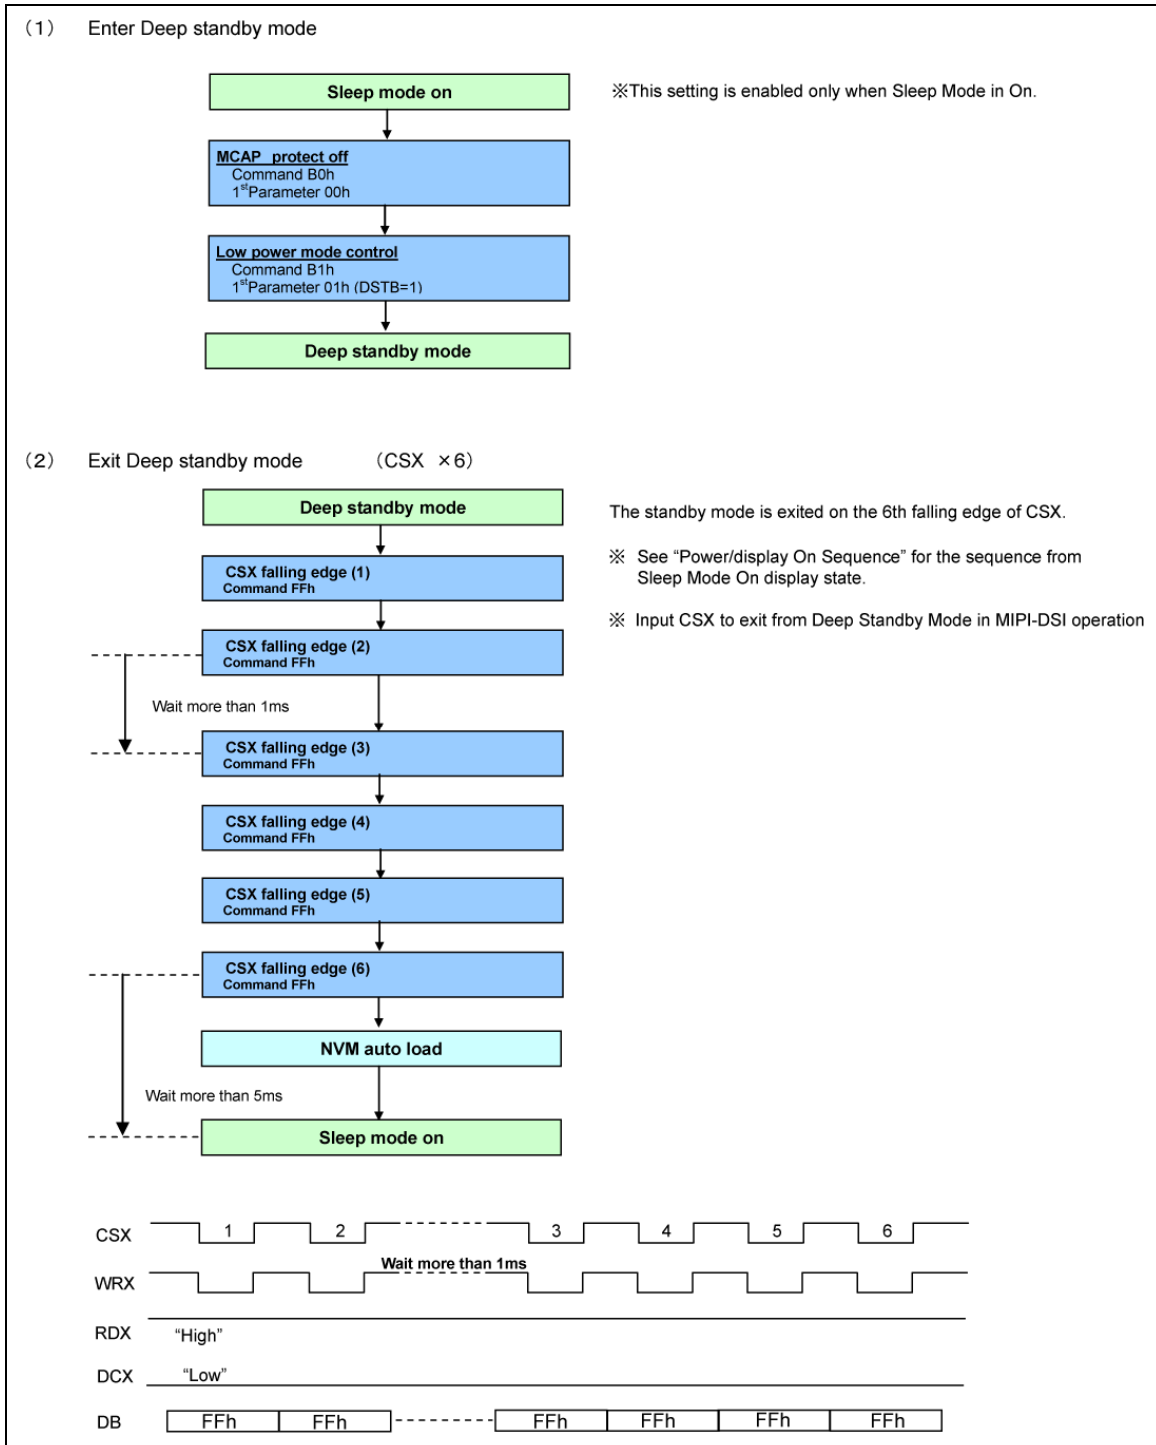 (1) Enter Deep standby mode
Sleep mode on
※This setting is enabled only when Sleep Mode in On.
MCAP protect off
Command B0h
1stParameter 00h
Low power mode control
Command B1h
1stParameter 01h (DSTB=1)
Deep standby mode
(2) Exit Deep standby mode (CSX ×6)
Deep standby mode
The standby mode is exited on the 6th falling edge of CSX.
CSX falling edge (1)
Command FFh
※ See “Power/display On Sequence” for the sequence from
Sleep Mode On display state.
※ Input CSX to exit from Deep Standby Mode in MIPI-DSI operation
CSX falling edge (2)
Command FFh
Wait more than 1ms
CSX falling edge (3)
Command FFh
CSX falling edge (4)
Command FFh
CSX falling edge (5)
Command FFh
CSX falling edge (6)
Command FFh
NVM auto load
Wait more than 5ms
Sleep mode on
CSX 1 2 3 4 5 6
Wait more than 1ms
WRX
RDX “High”
DCX “Low”
DB FFh FFh FFh FFh FFh FFh